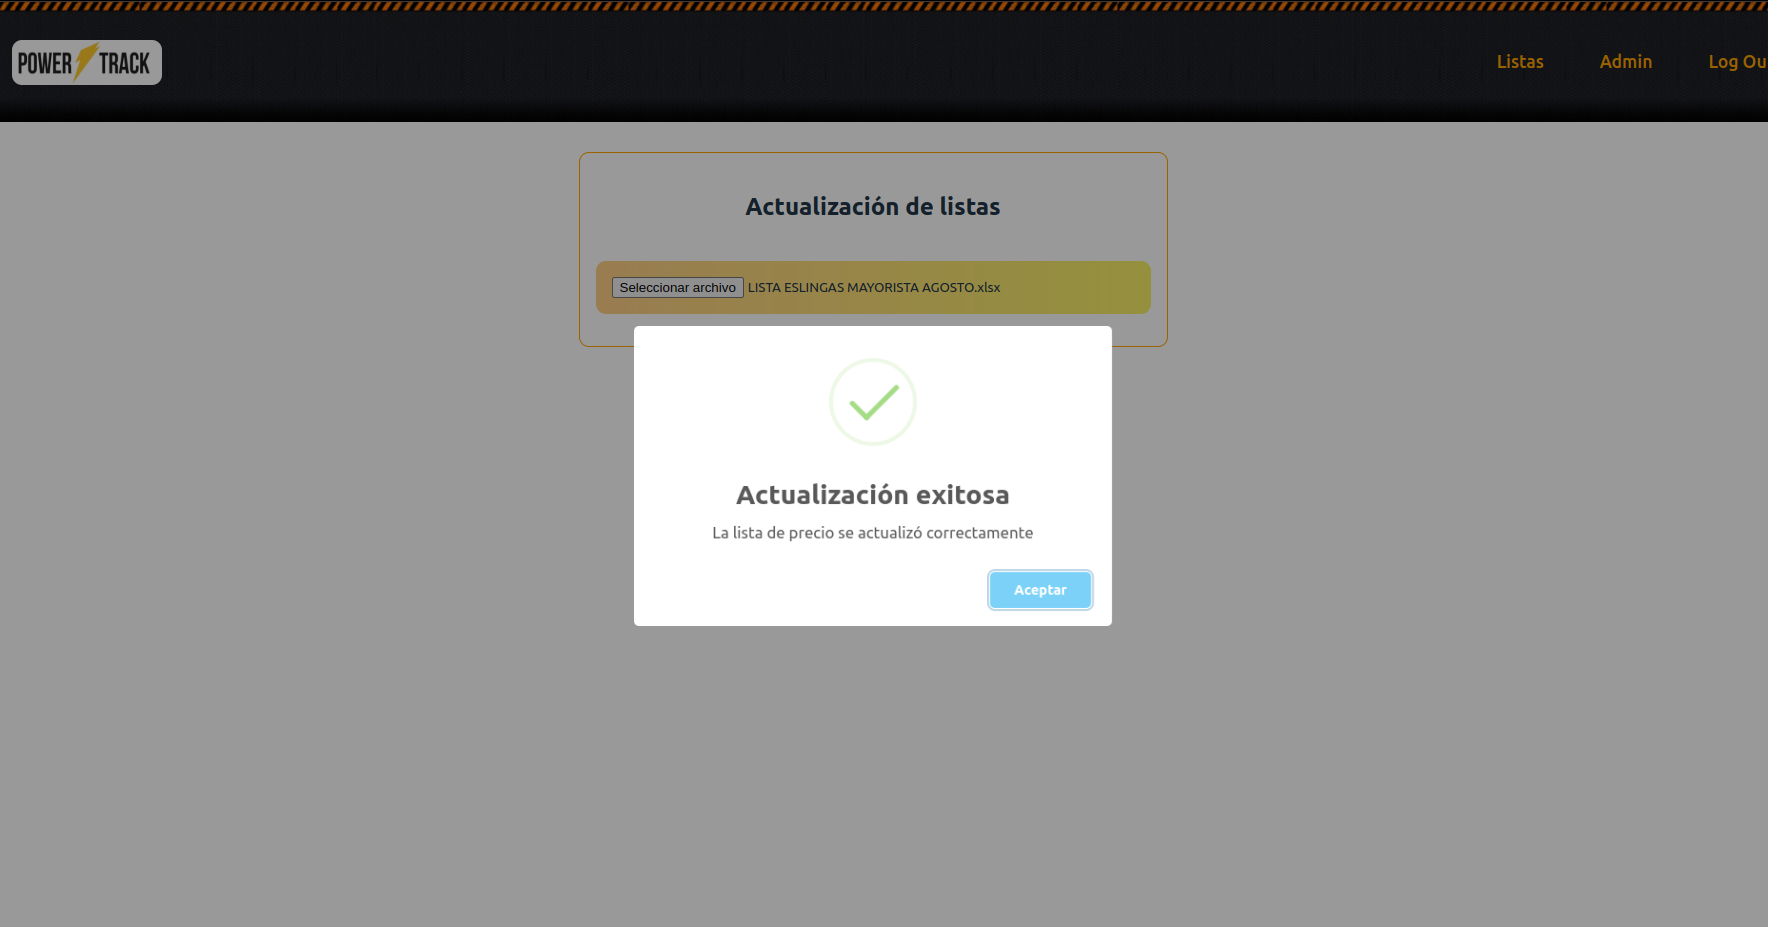 POWER TRACK
Listas
Admin
Log Ou
Actualización de listas
Seleccionar archivo LISTA ESLINGAS MAYORISTA AGOSTO.xlsx
Actualización exitosa
La lista de precio se actualizó correctamente
Aceptar